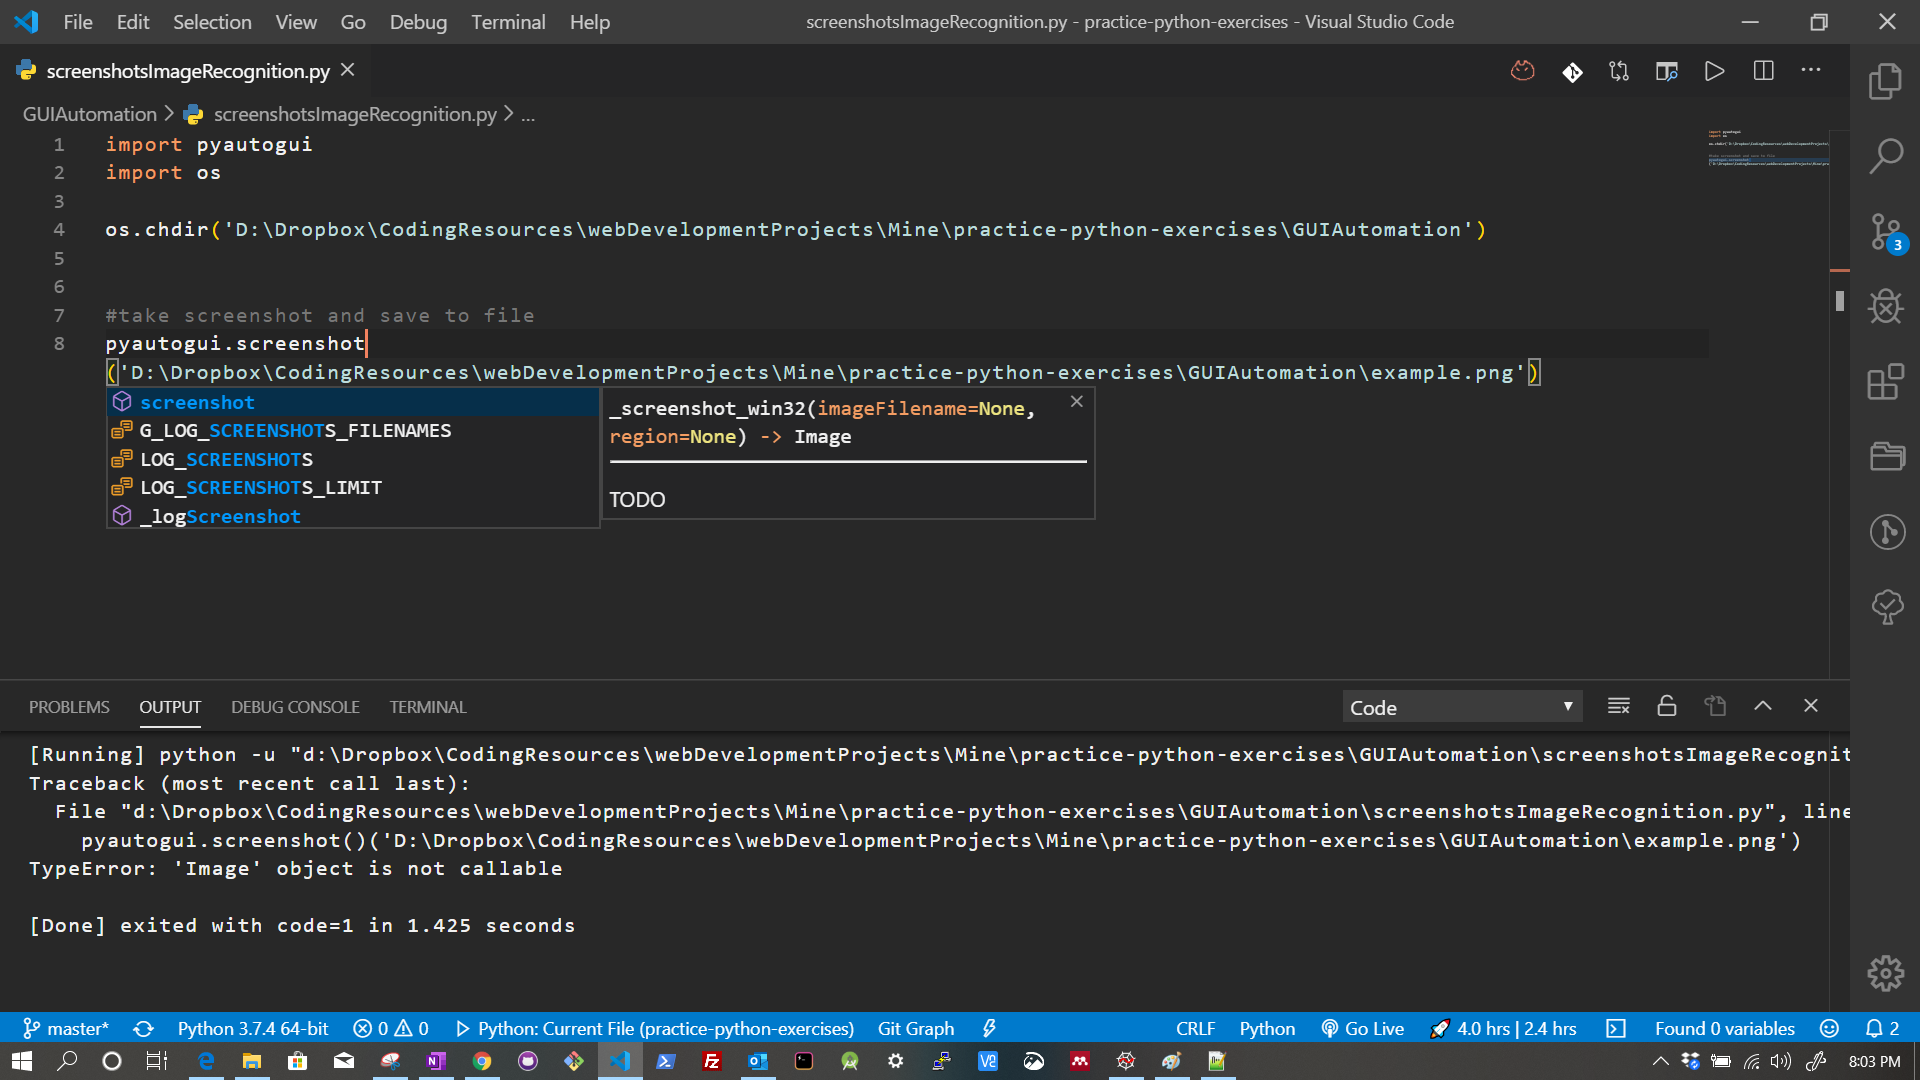 File Edit Selection View Go Debug Terminal Help screenshotsImageRecognition.py - practice-python-exercises - Visual Studio Code
screenshotsImageRecognition.py
GUIAutomation > screenshotsImageRecognition.py > ...
1 import pyautogui
2 import os
3
4 os.chdir('D:\Dropbox\CodingResources\webDevelopmentProjects\Mine\practice-python-exercises\GUIAutomation')
5
6
7 #take screenshot and save to file
8 pyautogui.screenshot
('D:\Dropbox\CodingResources\webDevelopmentProjects\Mine\practice-python-exercises\GUIAutomation\example.png')
screenshot
G_LOG_SCREENSHOTS_FILENAMES
LOG_SCREENSHOTS
LOG_SCREENSHOTS_LIMIT
_logScreenshot
_screenshot_win32(imageFilename=None,
region=None) -> Image
TODO
3
PROBLEMS OUTPUT DEBUG CONSOLE TERMINAL Code
[Running] python -u "d:\Dropbox\CodingResources\webDevelopmentProjects\Mine\practice-python-exercises\GUIAutomation\screenshotsImageRecognit
Traceback (most recent call last):
File "d:\Dropbox\CodingResources\webDevelopmentProjects\Mine\practice-python-exercises\GUIAutomation\screenshotsImageRecognition.py", line
pyautogui.screenshot()('D:\Dropbox\CodingResources\webDevelopmentProjects\Mine\practice-python-exercises\GUIAutomation\example.png')
TypeError: 'Image' object is not callable
[Done] exited with code=1 in 1.425 seconds
master* Python 3.7.4 64-bit 0 0 Python: Current File (practice-python-exercises) Git Graph CRLF Python Go Live 4.0 hrs | 2.4 hrs Found 0 variables 2
8:03 PM